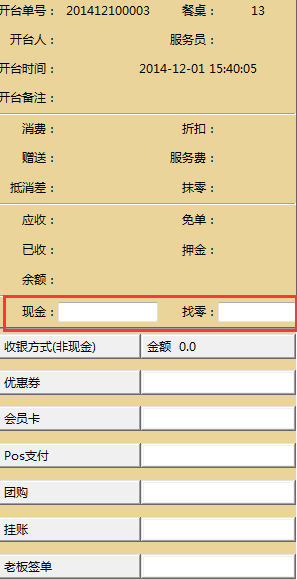 开台单号： 201412100003 餐桌： 13
开台人： 服务员：
开台时间： 2014-12-01 15:40:05
开台备注：
消费： 折扣：
赠送： 服务费：
抵消差： 抹零：
应收： 免单：
已收： 押金：
余额：
现金： 找零：
收银方式(非现金) 金额 0.0
优惠券
会员卡
Pos支付
团购
挂账
老板签单